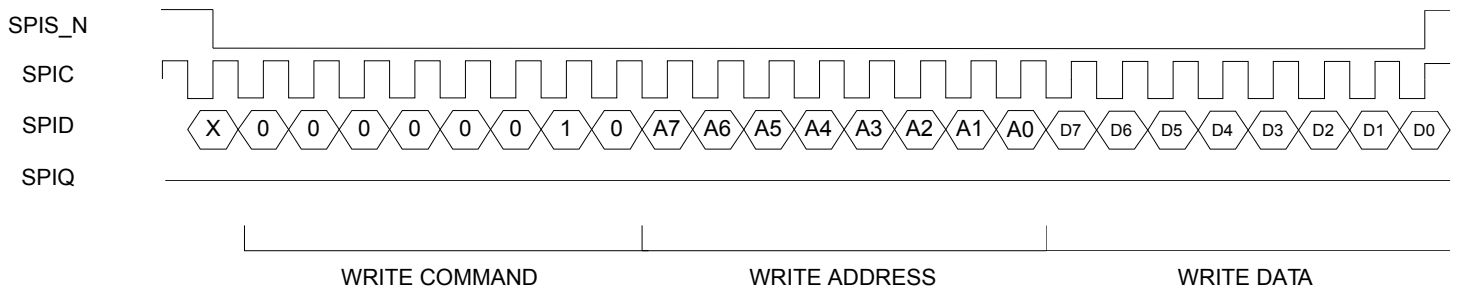 SPIS_N
SPIC
SPID X 0 0 0 0 0 0 1 0 A7 A6 A5 A4 A3 A2 A1 A0 D7 D6 D5 D4 D3 D2 D1 D0
SPIQ
WRITE COMMAND WRITE ADDRESS WRITE DATA